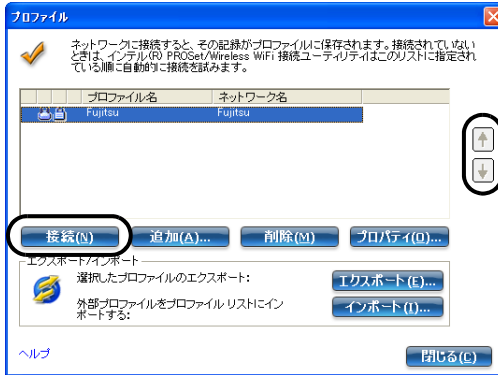 プロファイル
ネットワークに接続すると、その記録がプロファイルに保存されます。接続されていない
ときは、インテル(R) PROSet/Wireless WiFi 接続ユーティリティはこのリストに指定され
ている順に自動的に接続を試みます。
プロファイル名 ネットワーク名
Fujitsu Fujitsu
接続(N) 追加(A)... 削除(M) プロパティ(O)...
エクスポート/インポート
選択したプロファイルのエクスポート: エクスポート(E)...
外部プロファイルをプロファイル リストにイン
ポートする: インポート(I)...
ヘルプ 閉じる(C)